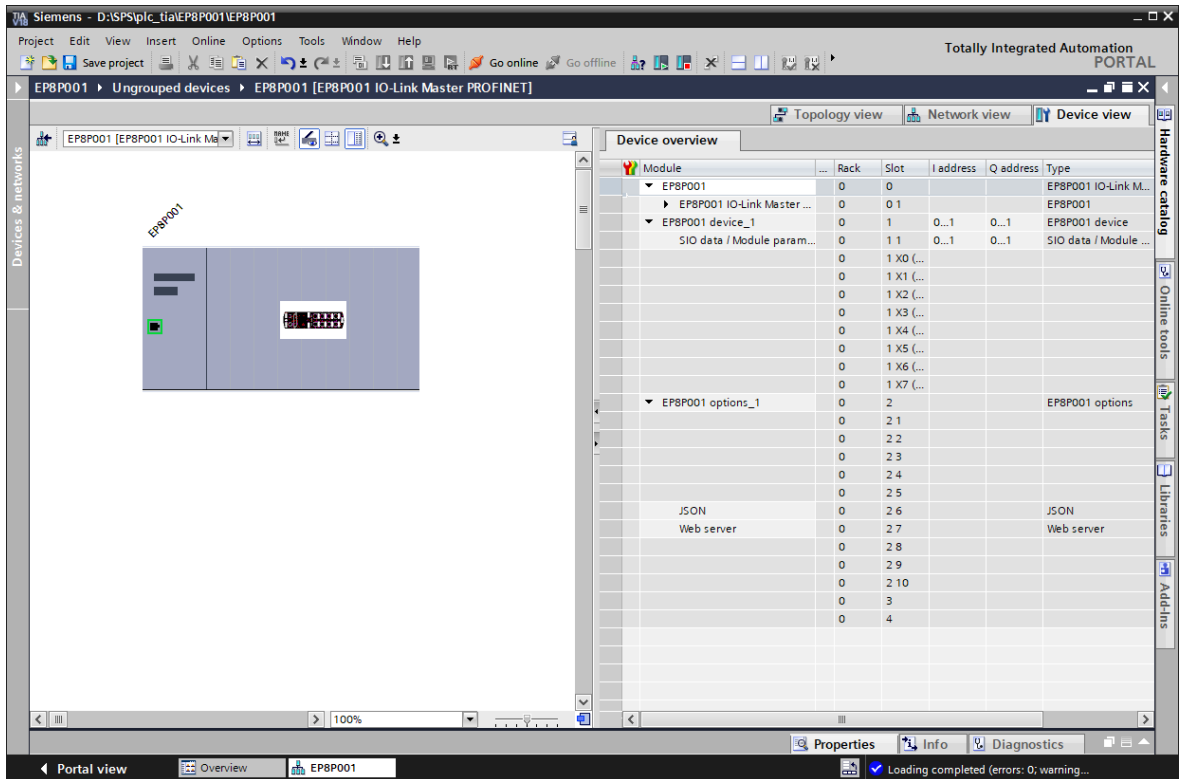 Siemens - D:\SPS\plc_tia\EP8P001\EP8P001
Project Edit View Insert Online Options Tools Window Help
Totally Integrated Automation
PORTAL
Save project Go online Go offline
EP8P001 Ungrouped devices EP8P001 [EP8P001 IO-Link Master PROFINET]
Topology view Network view Device view
EP8P001 [EP8P001 IO-Link Ma
Device overview
Module ... Rack Slot I address Q address Type
EP8P001 0 0 EP8P001 IO-Link M...
EP8P001 IO-Link Master ... 0 0 1 EP8P001
EP8P001 device_1 0 1 0...1 0...1 EP8P001 device
SIO data / Module param... 0 1 1 0...1 0...1 SIO data / Module ...
0 1 X0 (...
0 1 X1 (...
0 1 X2 (...
0 1 X3 (...
0 1 X4 (...
0 1 X5 (...
0 1 X6 (...
0 1 X7 (...
EP8P001 options_1 0 2 EP8P001 options
0 2 1
0 2 2
0 2 3
0 2 4
0 2 5
JSON 0 2 6 JSON
Web server 0 2 7 Web server
0 2 8
0 2 9
0 2 10
0 3
0 4
EP8P001
Devices & networks
Hardware catalog
Online tools
Tasks
Libraries
Add-Ins
100%
Properties Info Diagnostics
Portal view Overview EP8P001 Loading completed (errors: 0; warning...